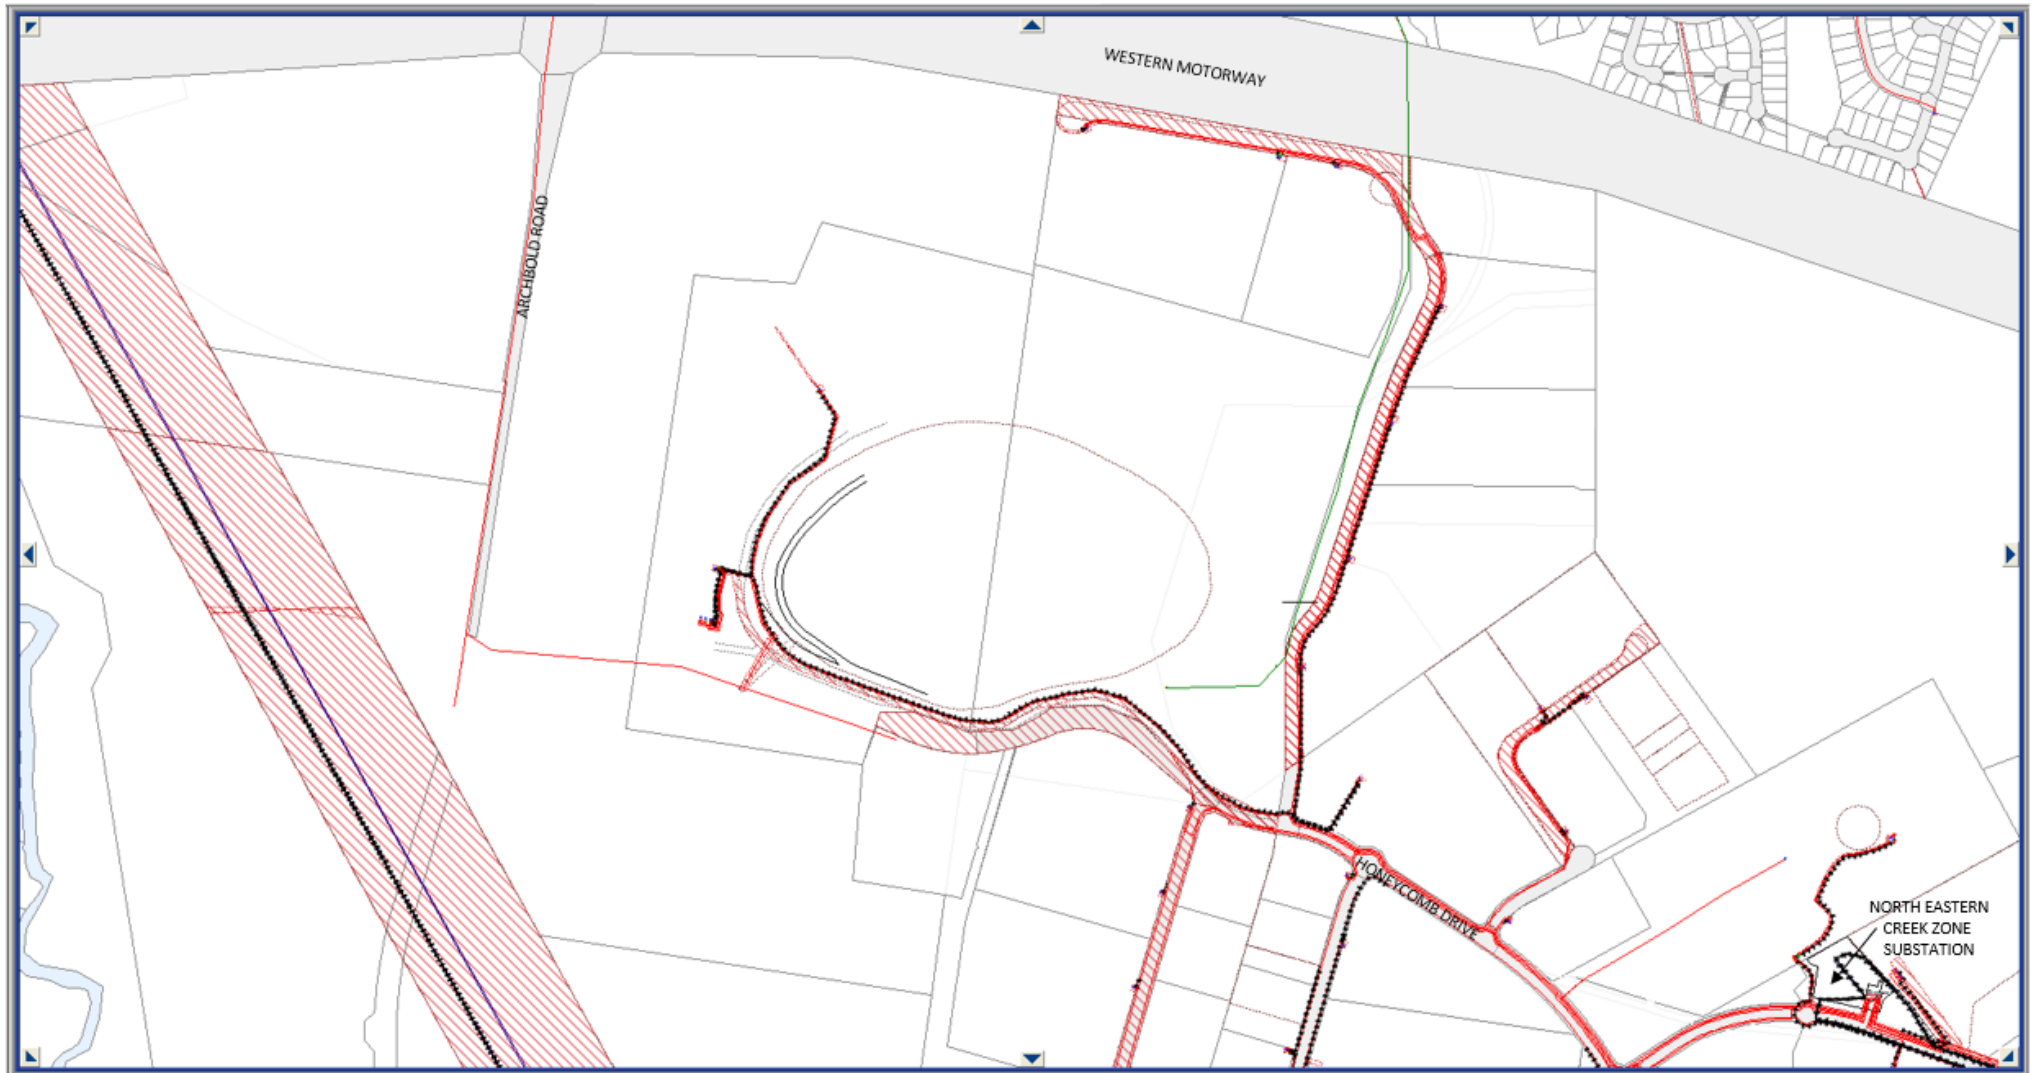 WESTERN MOTORWAY
ARCHBOLD ROAD
HONEYCOMB DRIVE
NORTH EASTERN
CREEK ZONE
SUBSTATION